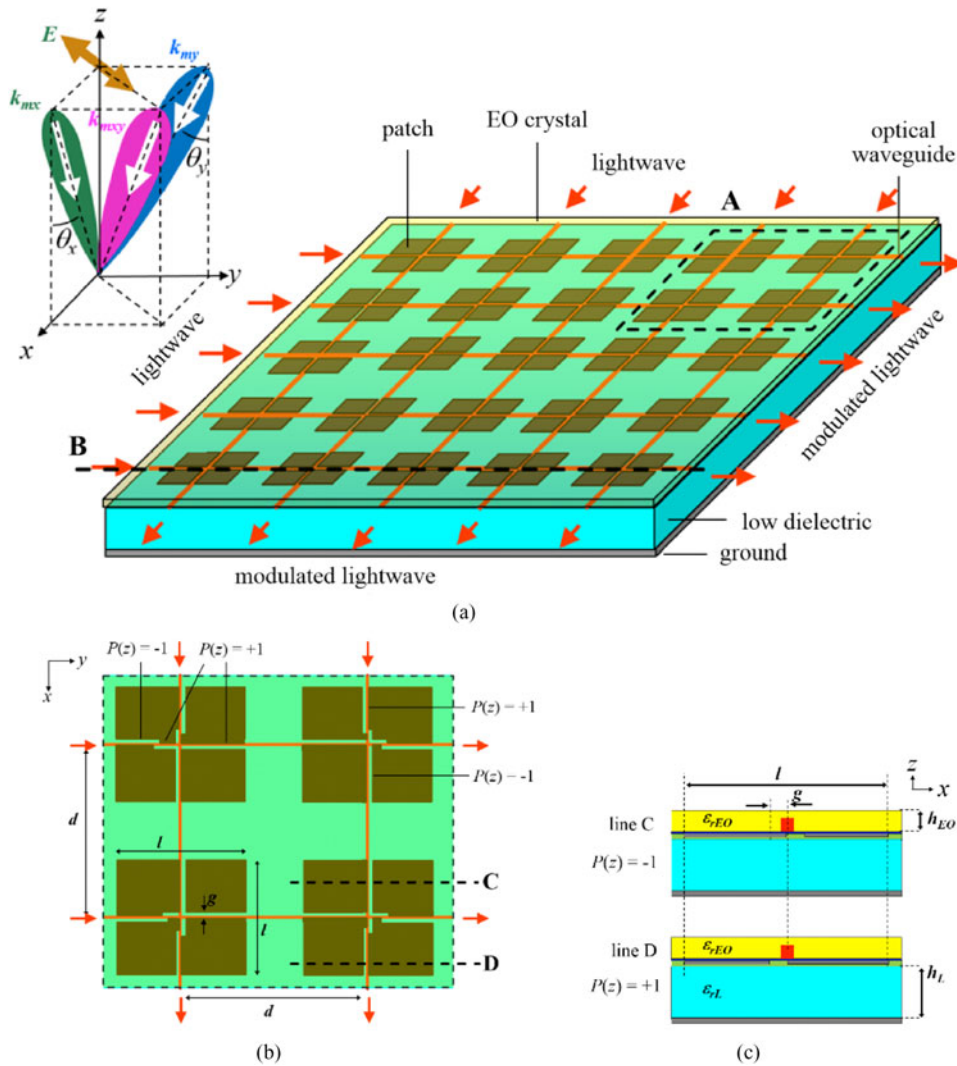 z
E
k_my
k_mx
k_mxy
θ_y
θ_x
y
x
patch
EO crystal
lightwave
optical
waveguide
A
lightwave
B
modulated lightwave
low dielectric
ground
modulated lightwave
(a)
y
x
P(z) = -1
P(z) = +1
P(z) = +1
P(z) = -1
d
l
g
l
C
D
d
(b)
z
x
l
g
line C
ε_rEO
h_EO
P(z) = -1
line D
ε_rEO
P(z) = +1
ε_rL
h_L
(c)